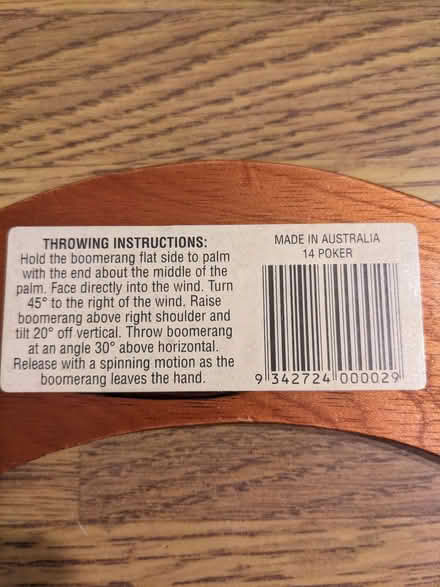 THROWING INSTRUCTIONS:
Hold the boomerang flat side to palm
with the end about the middle of the
palm. Face directly into the wind. Turn
45° to the right of the wind. Raise
boomerang above right shoulder and
tilt 20° off vertical. Throw boomerang
at an angle 30° above horizontal.
Release with a spinning motion as the
boomerang leaves the hand.
MADE IN AUSTRALIA
14 POKER
9 342724 000029